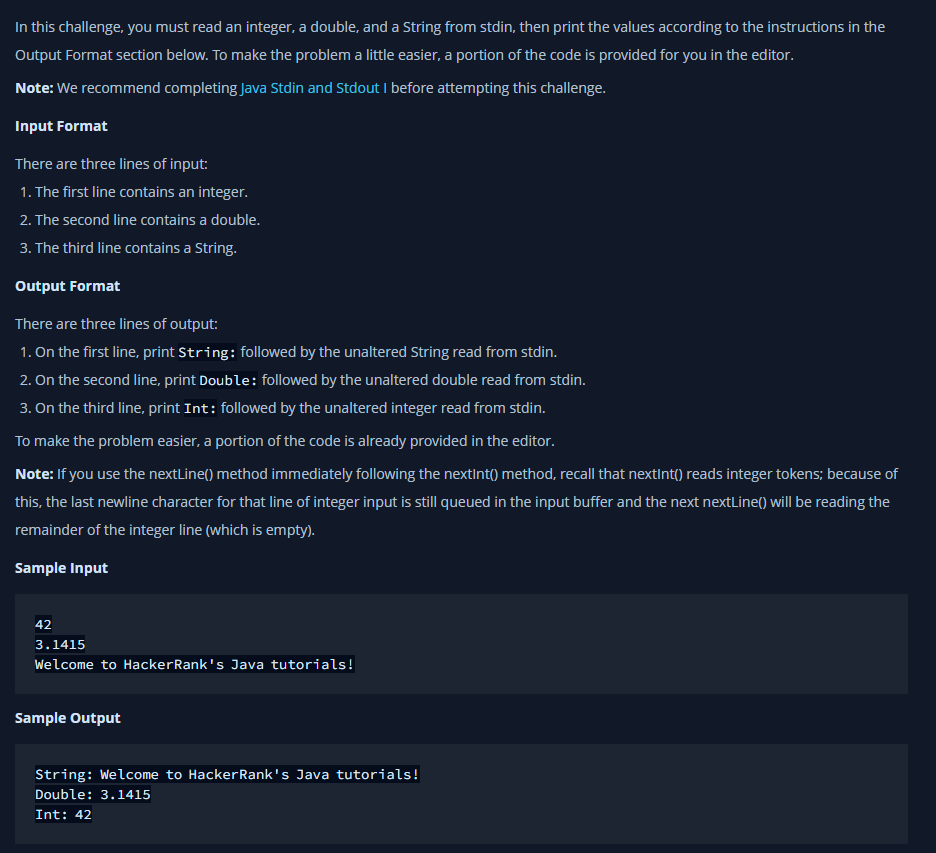 In this challenge, you must read an integer, a double, and a String from stdin, then print the values according to the instructions in the
Output Format section below. To make the problem a little easier, a portion of the code is provided for you in the editor.
Note: We recommend completing Java Stdin and Stdout I before attempting this challenge.
Input Format
There are three lines of input:
1. The first line contains an integer.
2. The second line contains a double.
3. The third line contains a String.
Output Format
There are three lines of output:
1. On the first line, print String: followed by the unaltered String read from stdin.
2. On the second line, print Double: followed by the unaltered double read from stdin.
3. On the third line, print Int: followed by the unaltered integer read from stdin.
To make the problem easier, a portion of the code is already provided in the editor.
Note: If you use the nextLine() method immediately following the nextInt() method, recall that nextInt() reads integer tokens; because of
this, the last newline character for that line of integer input is still queued in the input buffer and the next nextLine() will be reading the
remainder of the integer line (which is empty).
Sample Input
42
3.1415
Welcome to HackerRank's Java tutorials!
Sample Output
String: Welcome to HackerRank's Java tutorials!
Double: 3.1415
Int: 42